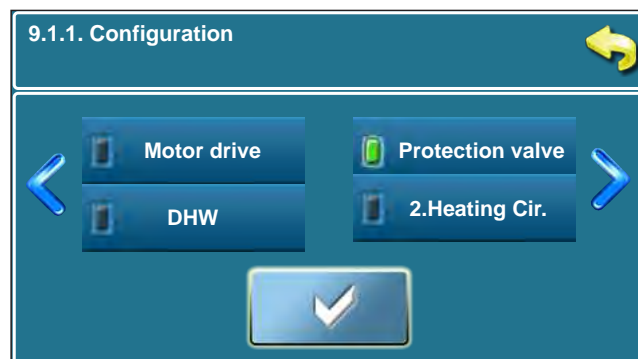 9.1.1. Configuration
Motor drive
Protection valve
DHW
2.Heating Cir.